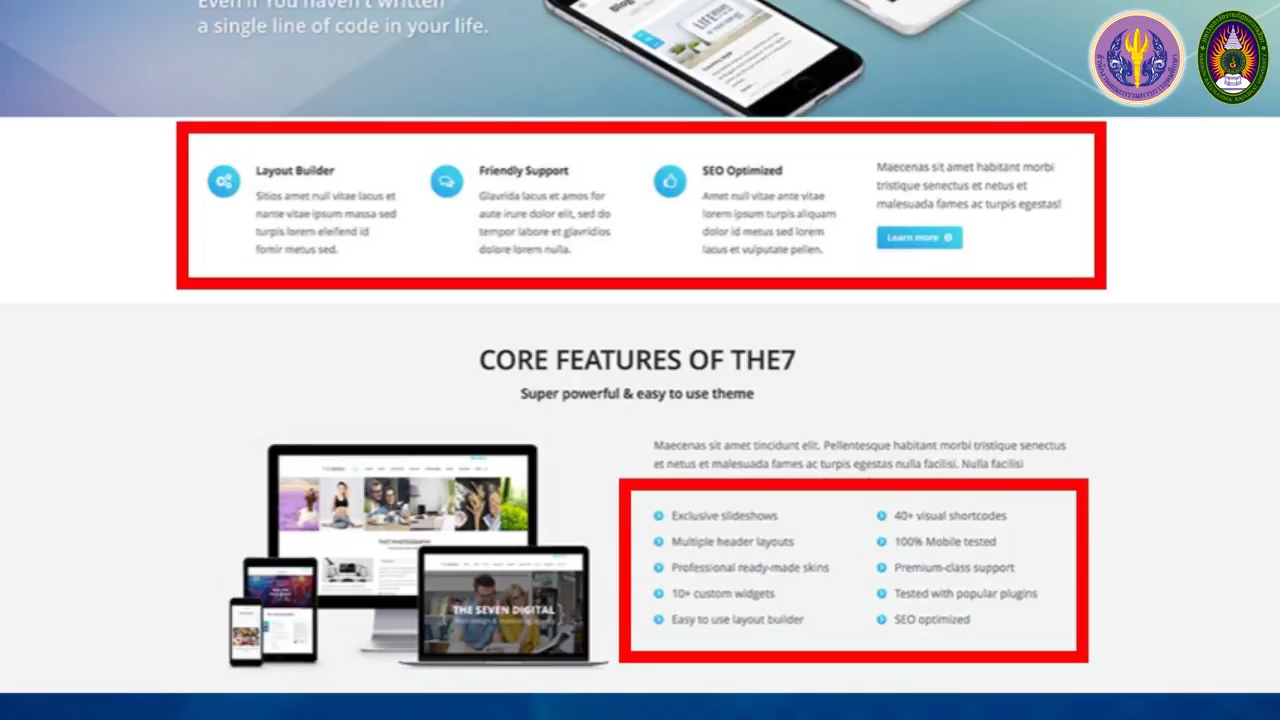 Even if You haven't written
a single line of code in your life.
Blog
Layout Builder
Sitios amet null vitae lacus et
name vitae ipsum massa sed
turpis lorem eleifend id
fomir metus sed.
Friendly Support
Glavrida lacus et amos for
aute irure dolor elit, sed do
tempor labore et glavridios
dolore lorem nulla.
SEO Optimized
Amet null vitae ante vitae
lorem ipsum turpis aliquam
dolor id metus sed lorem
lacus et vulputate pellen.
Maecenas sit amet habitant morbi
tristique senectus et netus et
malesuada fames ac turpis egestas!
Learn more
CORE FEATURES OF THE7
Super powerful & easy to use theme
Maecenas sit amet tincidunt elit. Pellentesque habitant morbi tristique senectus
et netus et malesuada fames ac turpis egestas nulla facilisi. Nulla facilisi
Exclusive slideshows
Multiple header layouts
Professional ready-made skins
10+ custom widgets
Easy to use layout builder
40+ visual shortcodes
100% Mobile tested
Premium-class support
Tested with popular plugins
SEO optimized
THE SEVEN DIGITAL